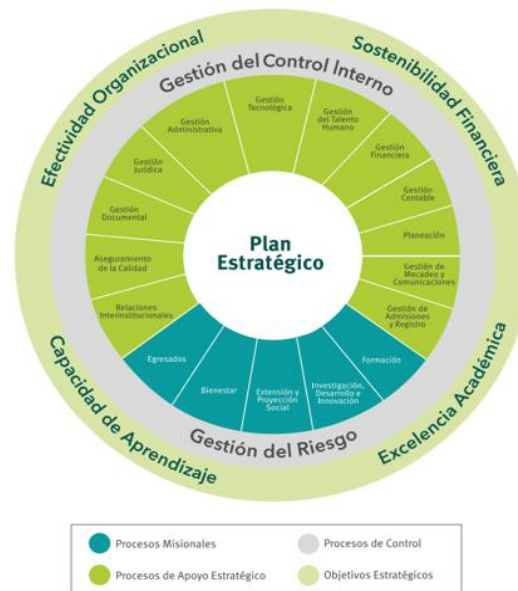 Efectividad Organizacional
Sostenibilidad Financiera
Gestión del Control Interno
Gestión
Tecnológica
Gestión
del Talento
Humano
Gestión
Financiera
Gestión
Contable
Planeación
Gestión de
Mecadeo y
Comunicaciones
Gestión de
Admisiones
y Registro
Formación
Investigación,
Desarrollo e
Innovación
Extensión y
Proyección
Social
Bienestar
Egresados
Relaciones
Interinstitucionales
Aseguramiento
de la Calidad
Gestión
Documental
Gestión
Jurídica
Gestión
Administrativa
Plan
Estratégico
Gestión del Riesgo
Capacidad de Aprendizaje
Excelencia Académica
Procesos Misionales
Procesos de Control
Procesos de Apoyo Estratégico
Objetivos Estratégicos